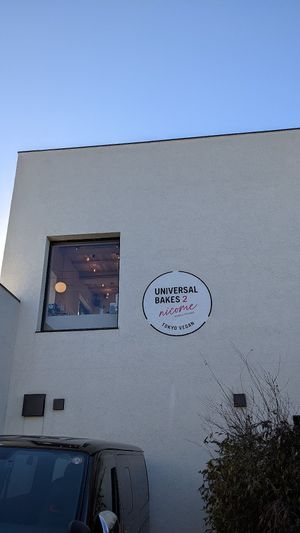 UNIVERSAL
BAKES 2
nicome
TOKYO VEGAN